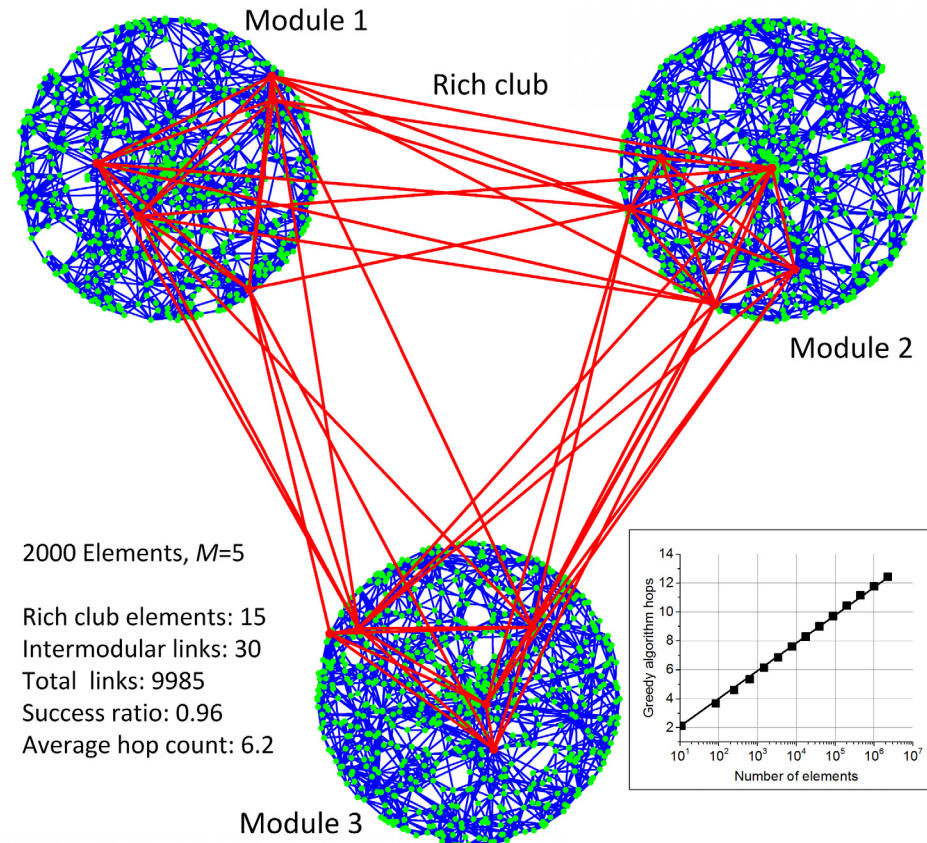 Module 1
Rich club
Module 2
2000 Elements, M=5
Rich club elements: 15
Intermodular links: 30
Total links: 9985
Success ratio: 0.96
Average hop count: 6.2
Module 3
Greedy algorithm hops
14
12
10
8
6
4
2
10¹ 10² 10³ 10⁴ 10⁵ 10⁶ 10⁷
Number of elements